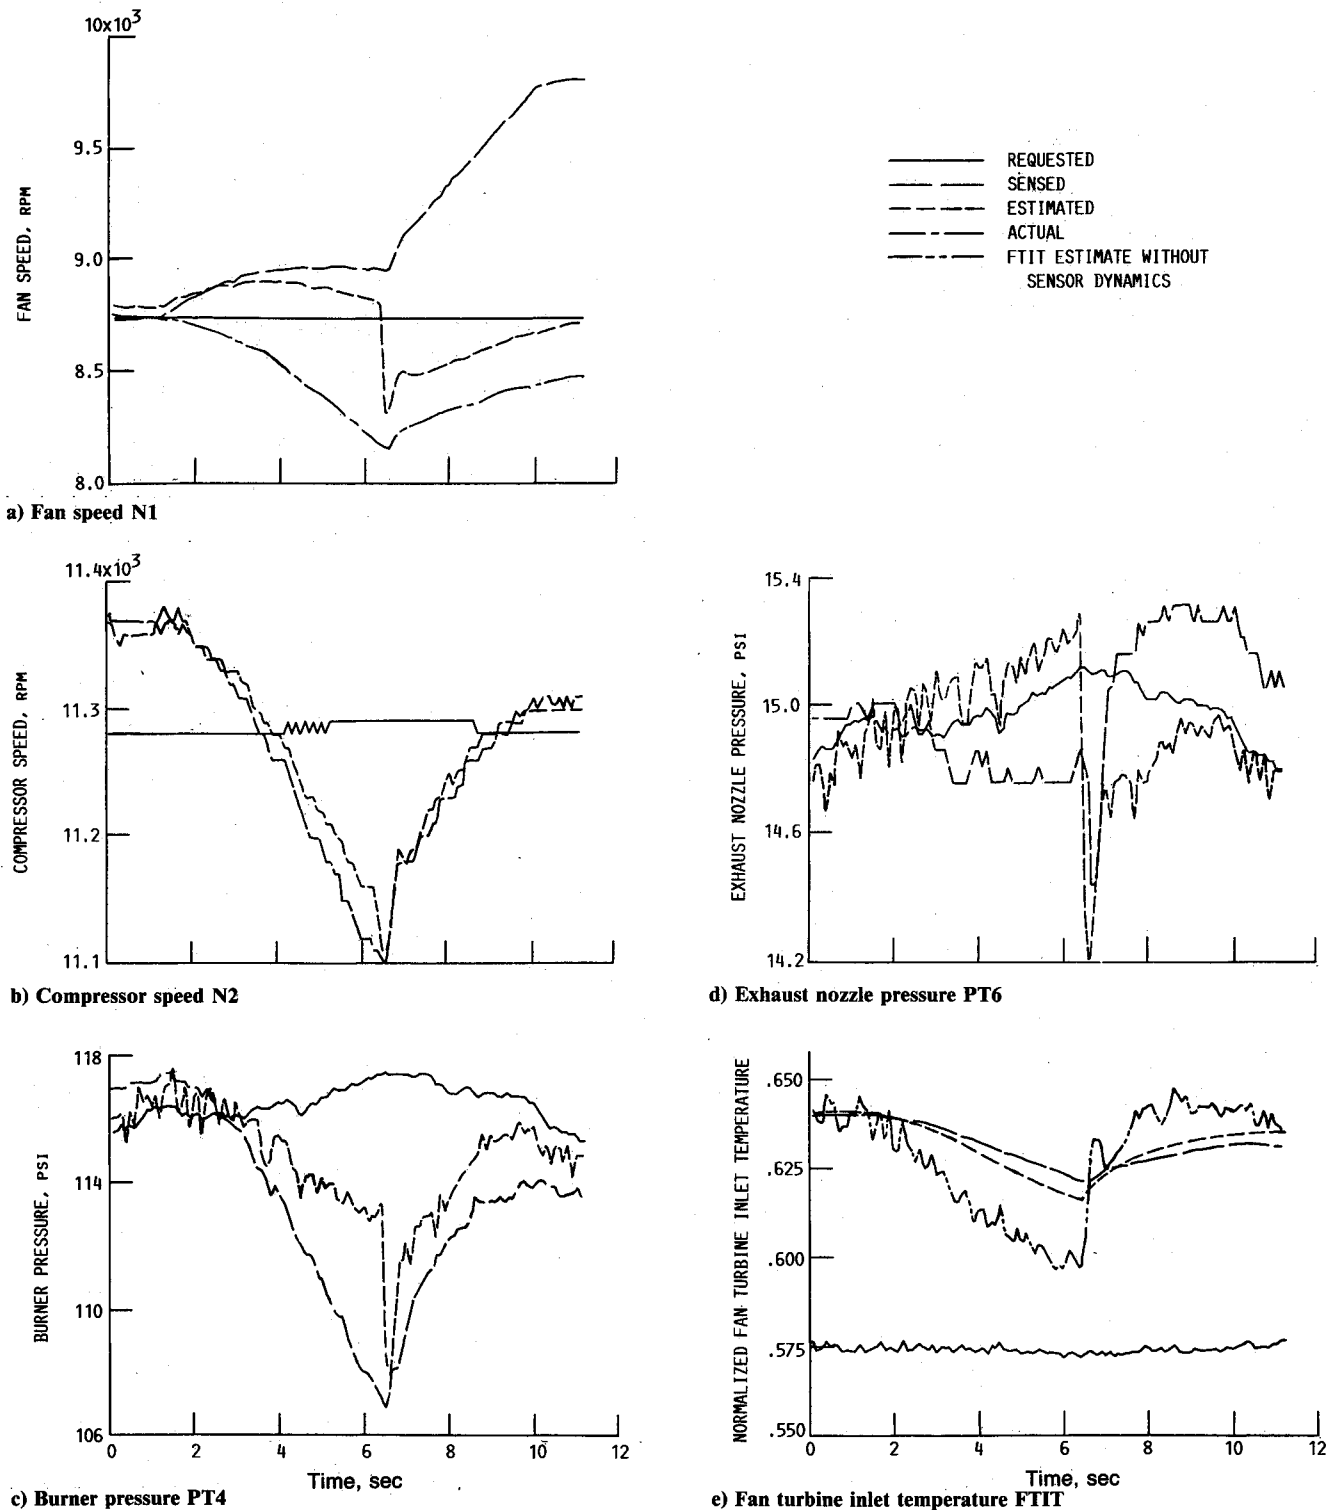 10x10³
9.5
9.0
8.5
8.0
FAN SPEED, RPM
a) Fan speed N1
REQUESTED
SENSED
ESTIMATED
ACTUAL
FTIT ESTIMATE WITHOUT
SENSOR DYNAMICS
11.4x10³
11.3
11.2
11.1
COMPRESSOR SPEED, RPM
b) Compressor speed N2
15.4
15.0
14.6
14.2
EXHAUST NOZZLE PRESSURE, PSI
d) Exhaust nozzle pressure PT6
118
114
110
106
BURNER PRESSURE, PSI
0 2 4 6 8 10 12
Time, sec
c) Burner pressure PT4
.650
.625
.600
.575
.550
NORMALIZED FAN TURBINE INLET TEMPERATURE
0 2 4 6 8 10 12
Time, sec
e) Fan turbine inlet temperature FTIT